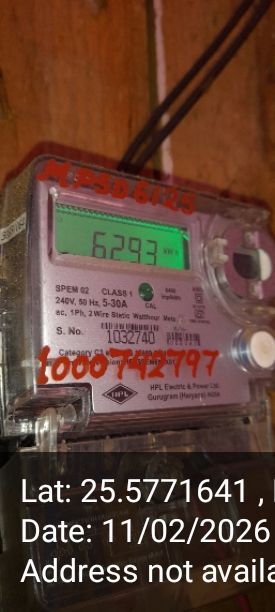 MPSD6125
6293 kWh
SPEM 02 CLASS 1
240V, 50 Hz, 5-30A
CAL
ac, 1Ph, 2 Wire Static Watthour Meter
S. No. 1032740
1000742797
HPL
HPL Electric & Power Ltd.
Gurugram (Haryana) INDIA
Lat: 25.5771641 ,
Date: 11/02/2026
Address not availa